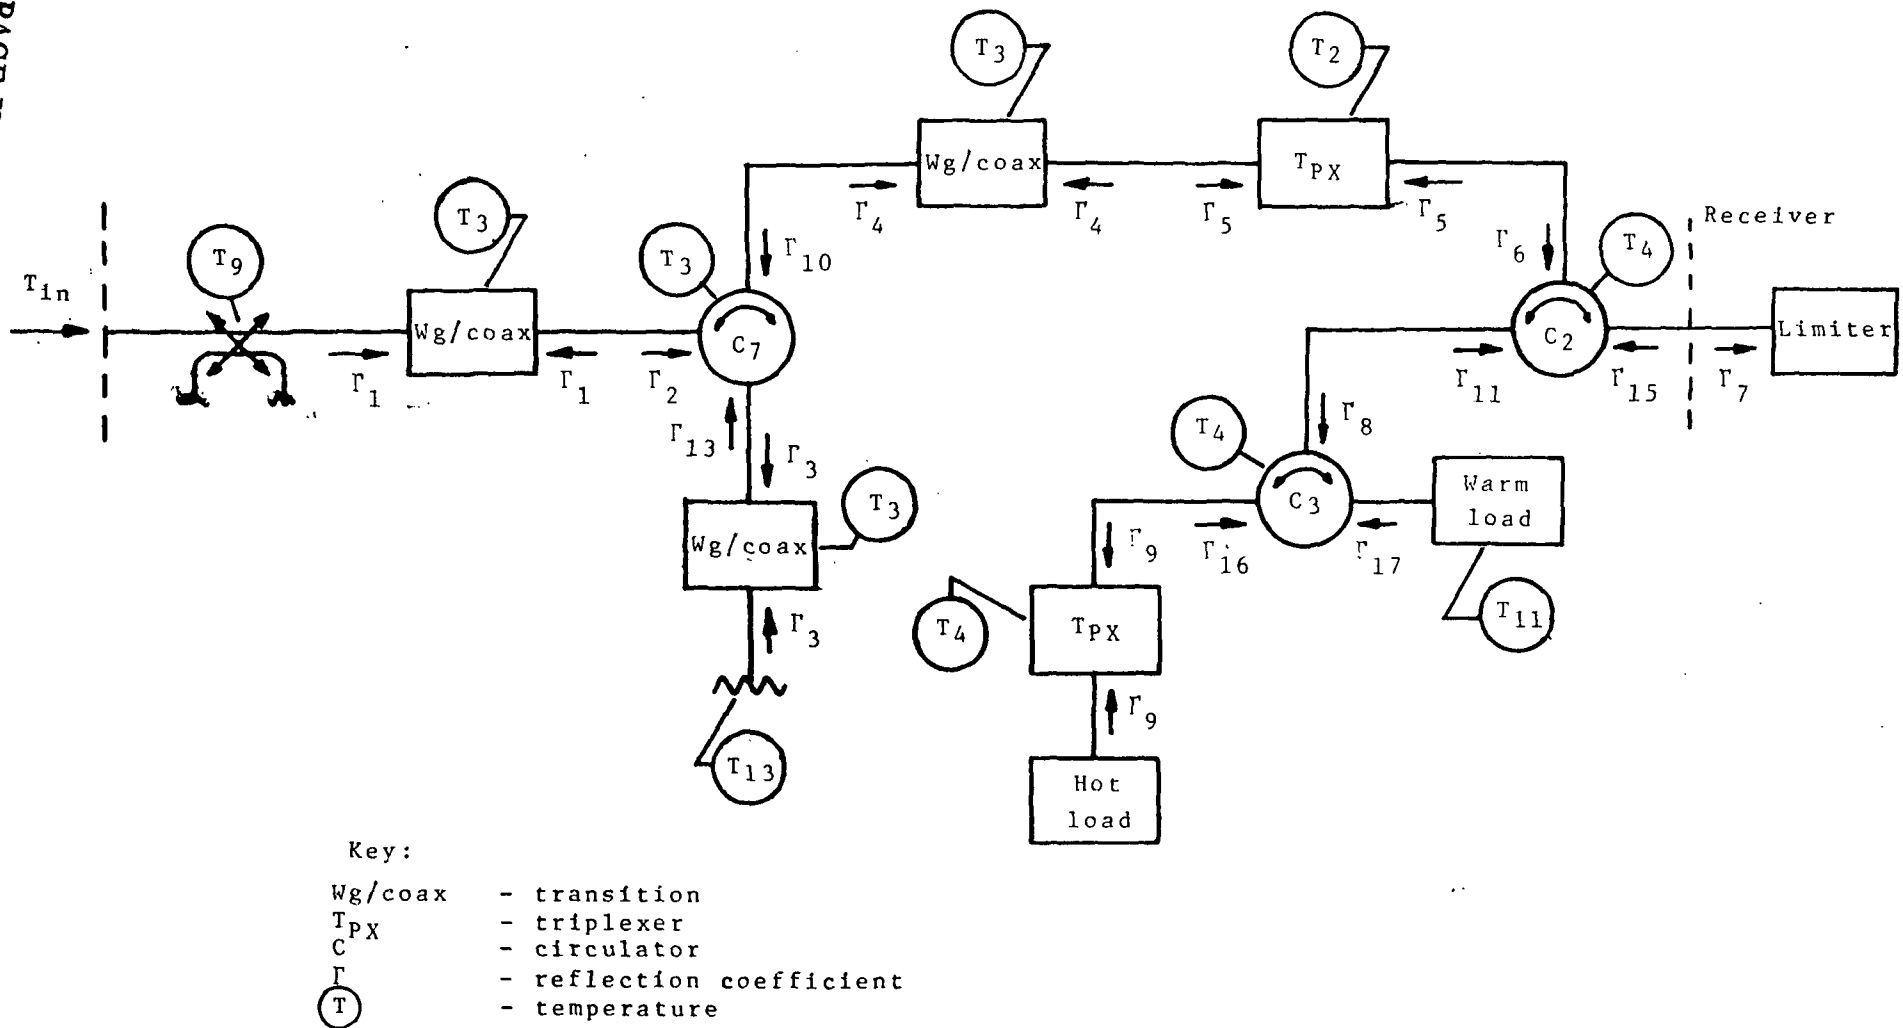 T3
T2
Wg/coax
TPX
Γ4
Γ4
Γ5
Γ5
T3
T9
Tin
T3
Γ10
Γ6
T4
Receiver
Wg/coax
C7
C2
Limiter
Γ1
Γ1
Γ2
Γ11
Γ15
Γ7
Γ13
Γ3
T4
Γ8
T3
Warm
load
C3
Wg/coax
Γ9
Γ16
Γ17
Γ3
T4
TPX
T11
Γ9
T13
Hot
load
Key:
Wg/coax - transition
TPX - triplexer
C - circulator
Γ - reflection coefficient
T - temperature